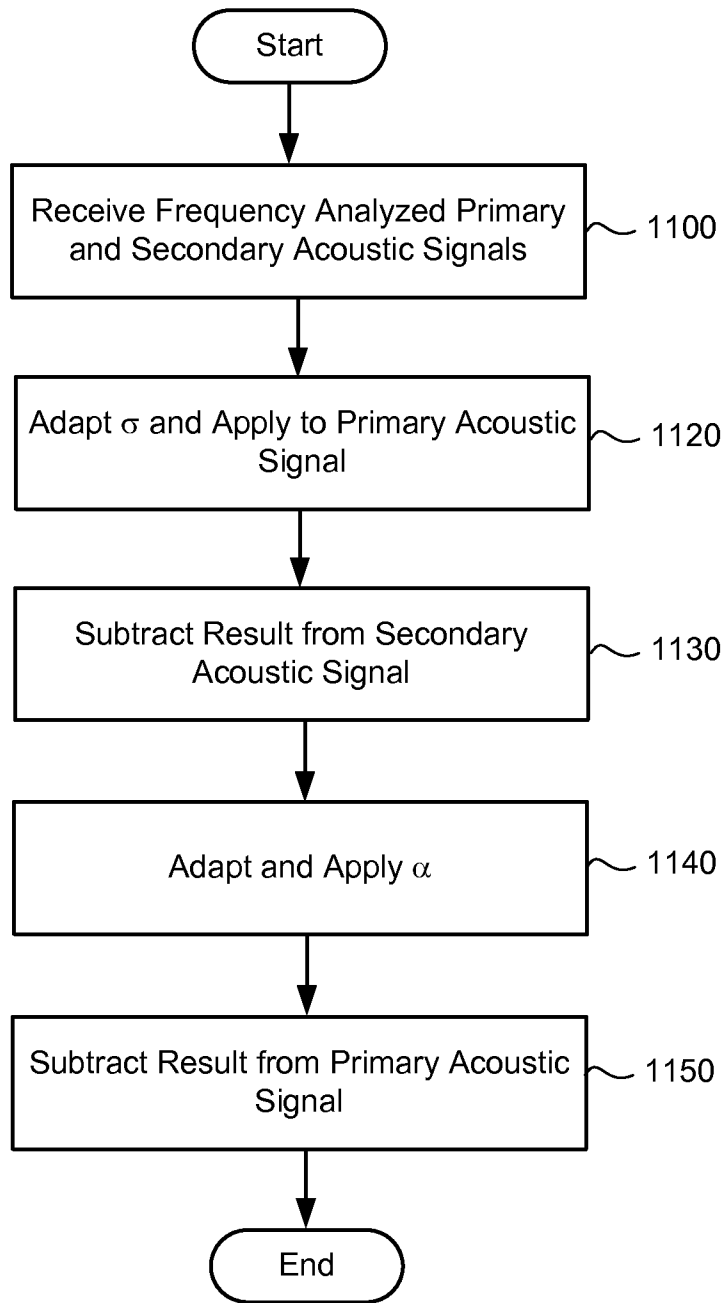 Start
Receive Frequency Analyzed Primary
and Secondary Acoustic Signals
1100
Adapt σ and Apply to Primary Acoustic
Signal
1120
Subtract Result from Secondary
Acoustic Signal
1130
Adapt and Apply α
1140
Subtract Result from Primary Acoustic
Signal
1150
End